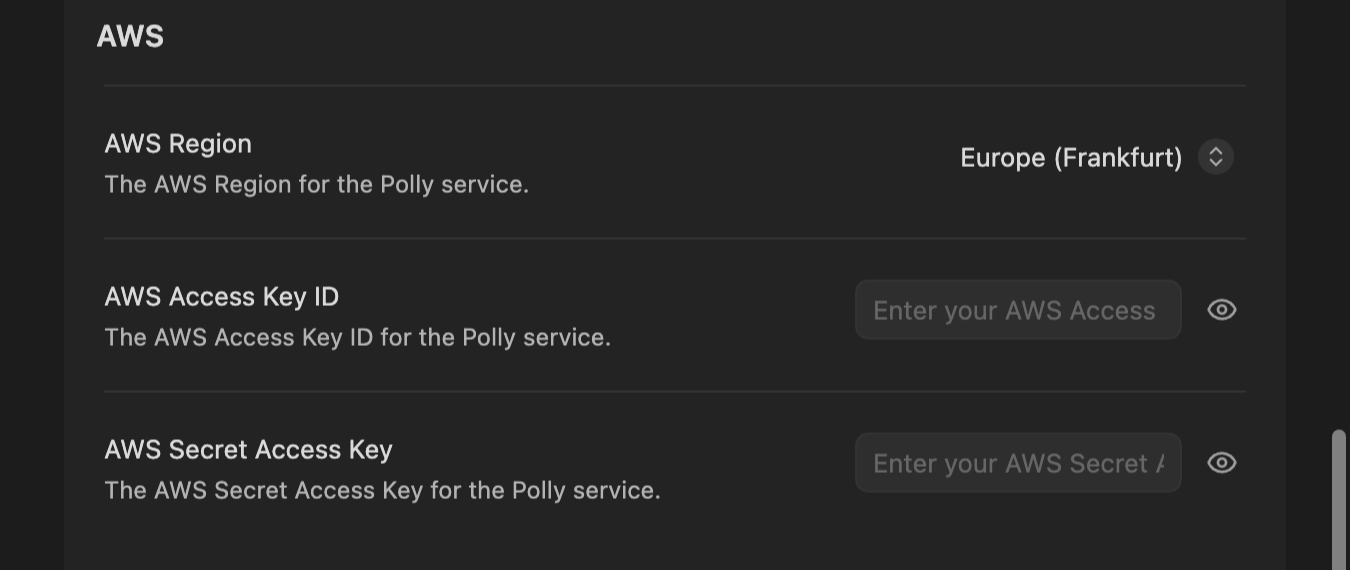 AWS
AWS Region
The AWS Region for the Polly service.
Europe (Frankfurt)
AWS Access Key ID
The AWS Access Key ID for the Polly service.
Enter your AWS Access
AWS Secret Access Key
The AWS Secret Access Key for the Polly service.
Enter your AWS Secret